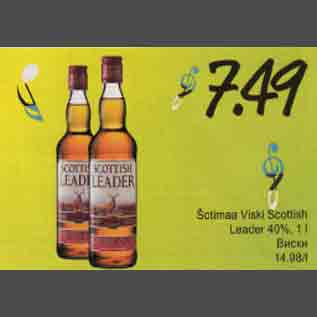 7.49
SCOTTISH
LEADER
SCOTTISH
LEADER
Šotimaa Viski Scottish
Leader 40%, 1 l
Виски
14.98/l